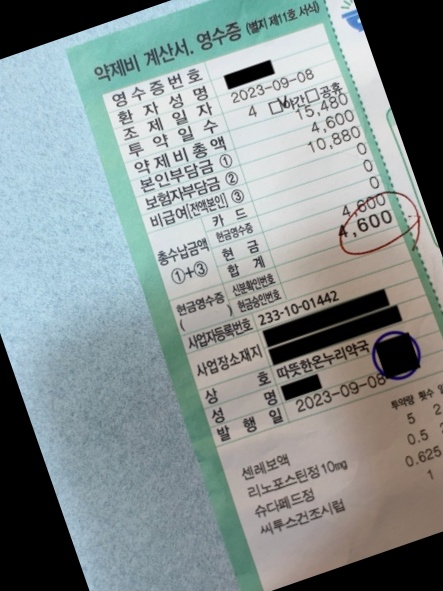 약제비 계산서, 영수증 (별지 제11호 서식)
영수증번호
환자성명
조제일자 2023-09-08
투약일수 4 □야간□공휴
약제비총액 15,480
본인부담금 ① 4,600
보험자부담금 ② 10,880
비급여[전액본인] ③ 0
총수납금액 ①+③
카드 0
현금영수증 0
현금 4,600
합계 4,600
현금영수증 ( )
신분확인번호
현금승인번호
사업자등록번호 233-10-01442
사업장소재지
상호 따뜻한온누리약국
성명
발행일 2023-09-08
투약량 횟수
센레보액 5 2
리노포스틴정10mg 0.5 2
슈다페드정 0.625
씨투스건조시럽 1